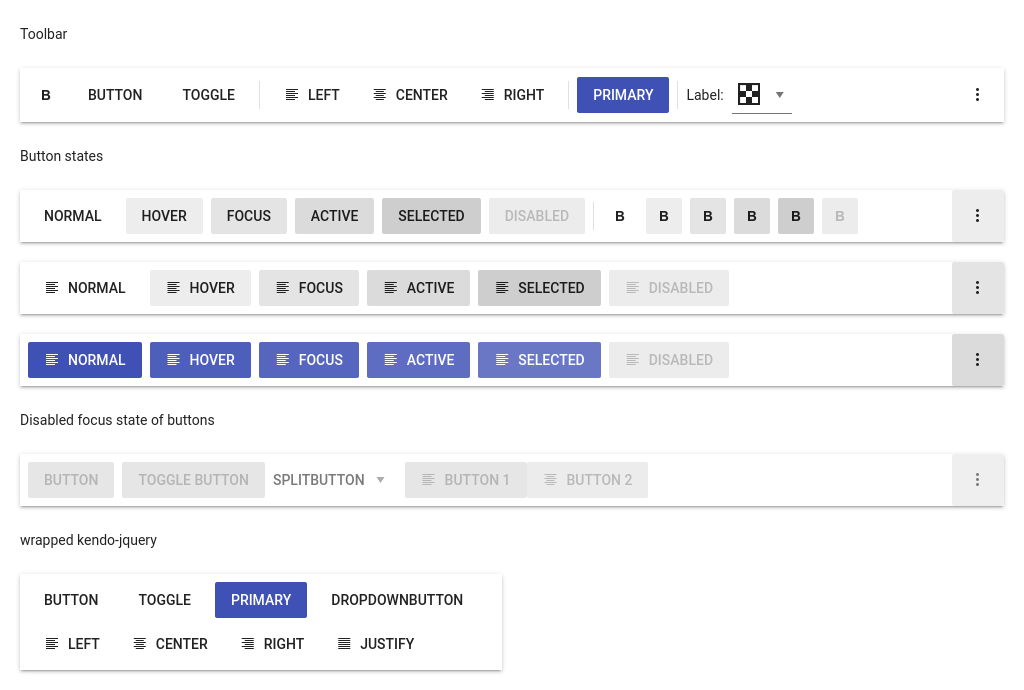 Toolbar
B BUTTON TOGGLE LEFT CENTER RIGHT PRIMARY Label:
Button states
NORMAL HOVER FOCUS ACTIVE SELECTED DISABLED B B B B B B
NORMAL HOVER FOCUS ACTIVE SELECTED DISABLED
NORMAL HOVER FOCUS ACTIVE SELECTED DISABLED
Disabled focus state of buttons
BUTTON TOGGLE BUTTON SPLITBUTTON BUTTON 1 BUTTON 2
wrapped kendo-jquery
BUTTON TOGGLE PRIMARY DROPDOWNBUTTON
LEFT CENTER RIGHT JUSTIFY